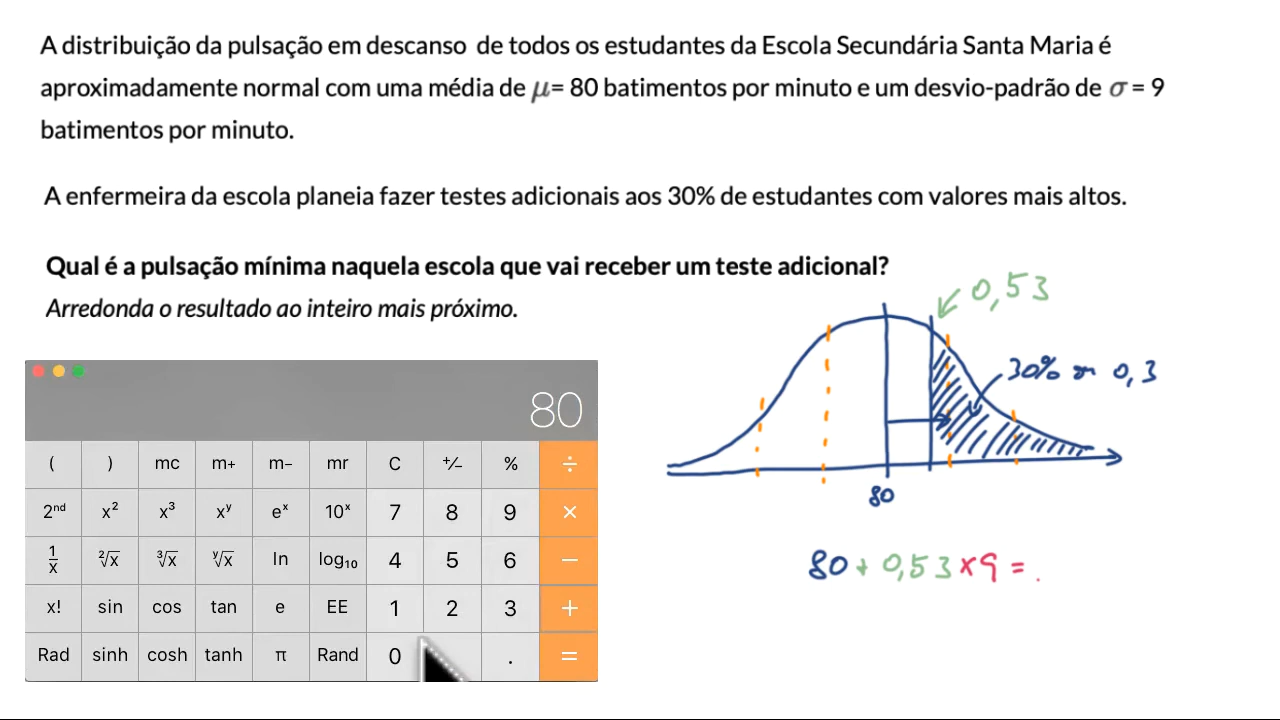 A distribuição da pulsação em descanso de todos os estudantes da Escola Secundária Santa Maria é
aproximadamente normal com uma média de μ= 80 batimentos por minuto e um desvio-padrão de σ = 9
batimentos por minuto.
A enfermeira da escola planeia fazer testes adicionais aos 30% de estudantes com valores mais altos.
Qual é a pulsação mínima naquela escola que vai receber um teste adicional?
Arredonda o resultado ao inteiro mais próximo.
0,53
30% ou 0,3
80
80 + 0,53 x 9 = .
80
( ) mc m+ m- mr C +/- % ÷
2nd x² x³ xʸ eˣ 10ˣ 7 8 9 ×
1/x ²√x ³√x ʸ√x ln log₁₀ 4 5 6 −
x! sin cos tan e EE 1 2 3 +
Rad sinh cosh tanh π Rand 0 . =